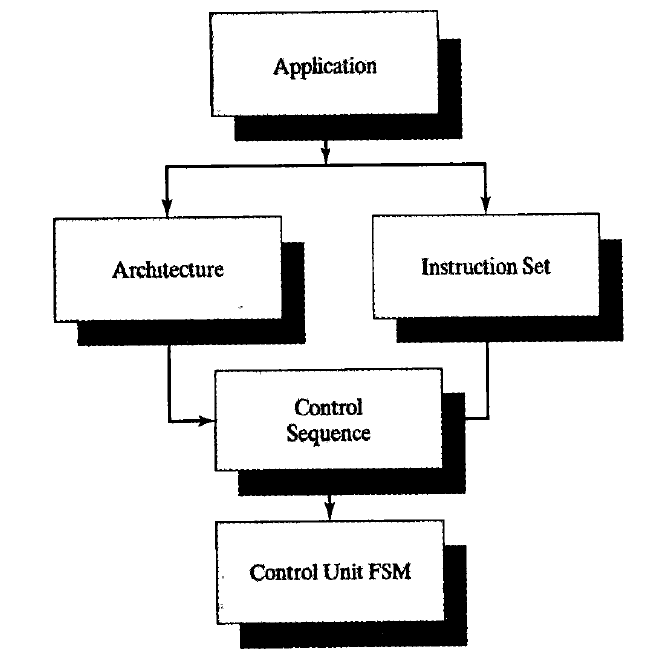 Application
Architecture
Instruction Set
Control
Sequence
Control Unit FSM